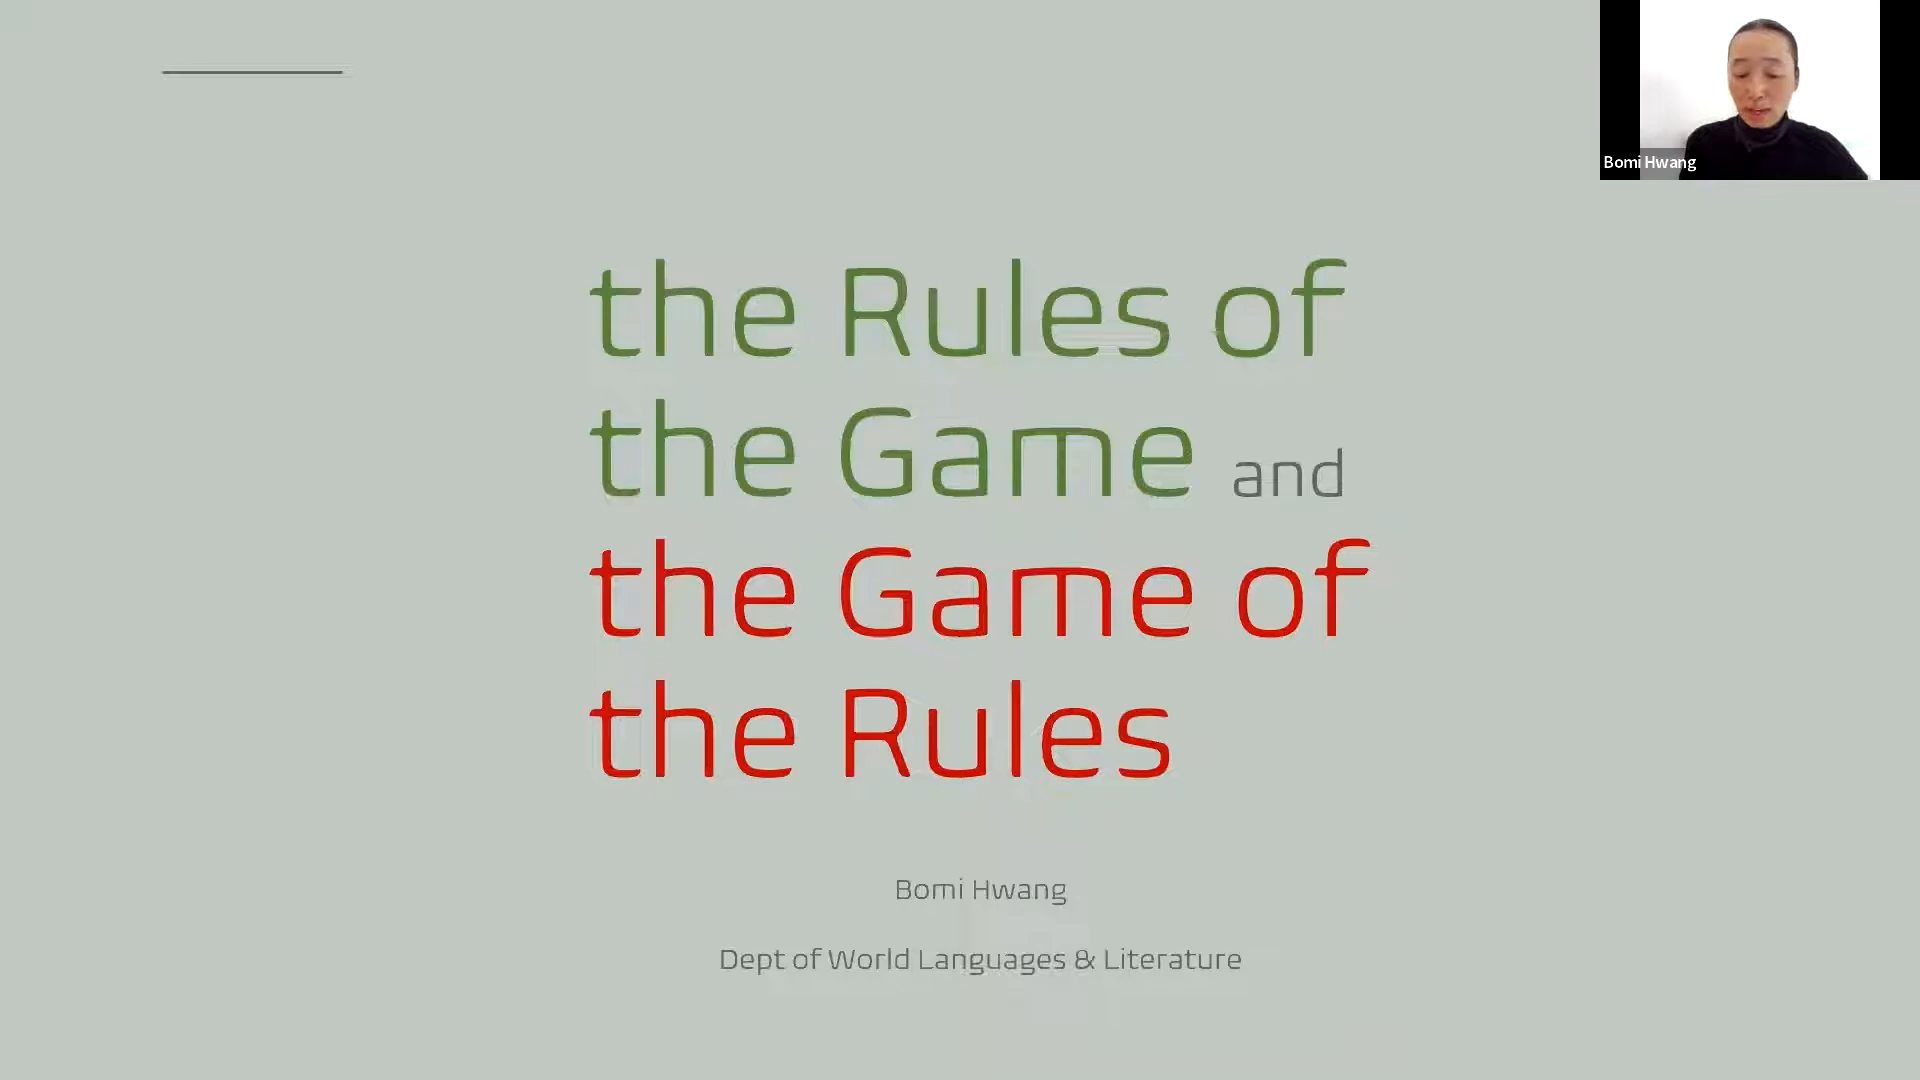 Bomi Hwang
the Rules of
the Game and
the Game of
the Rules
Bomi Hwang
Dept of World Languages & Literature